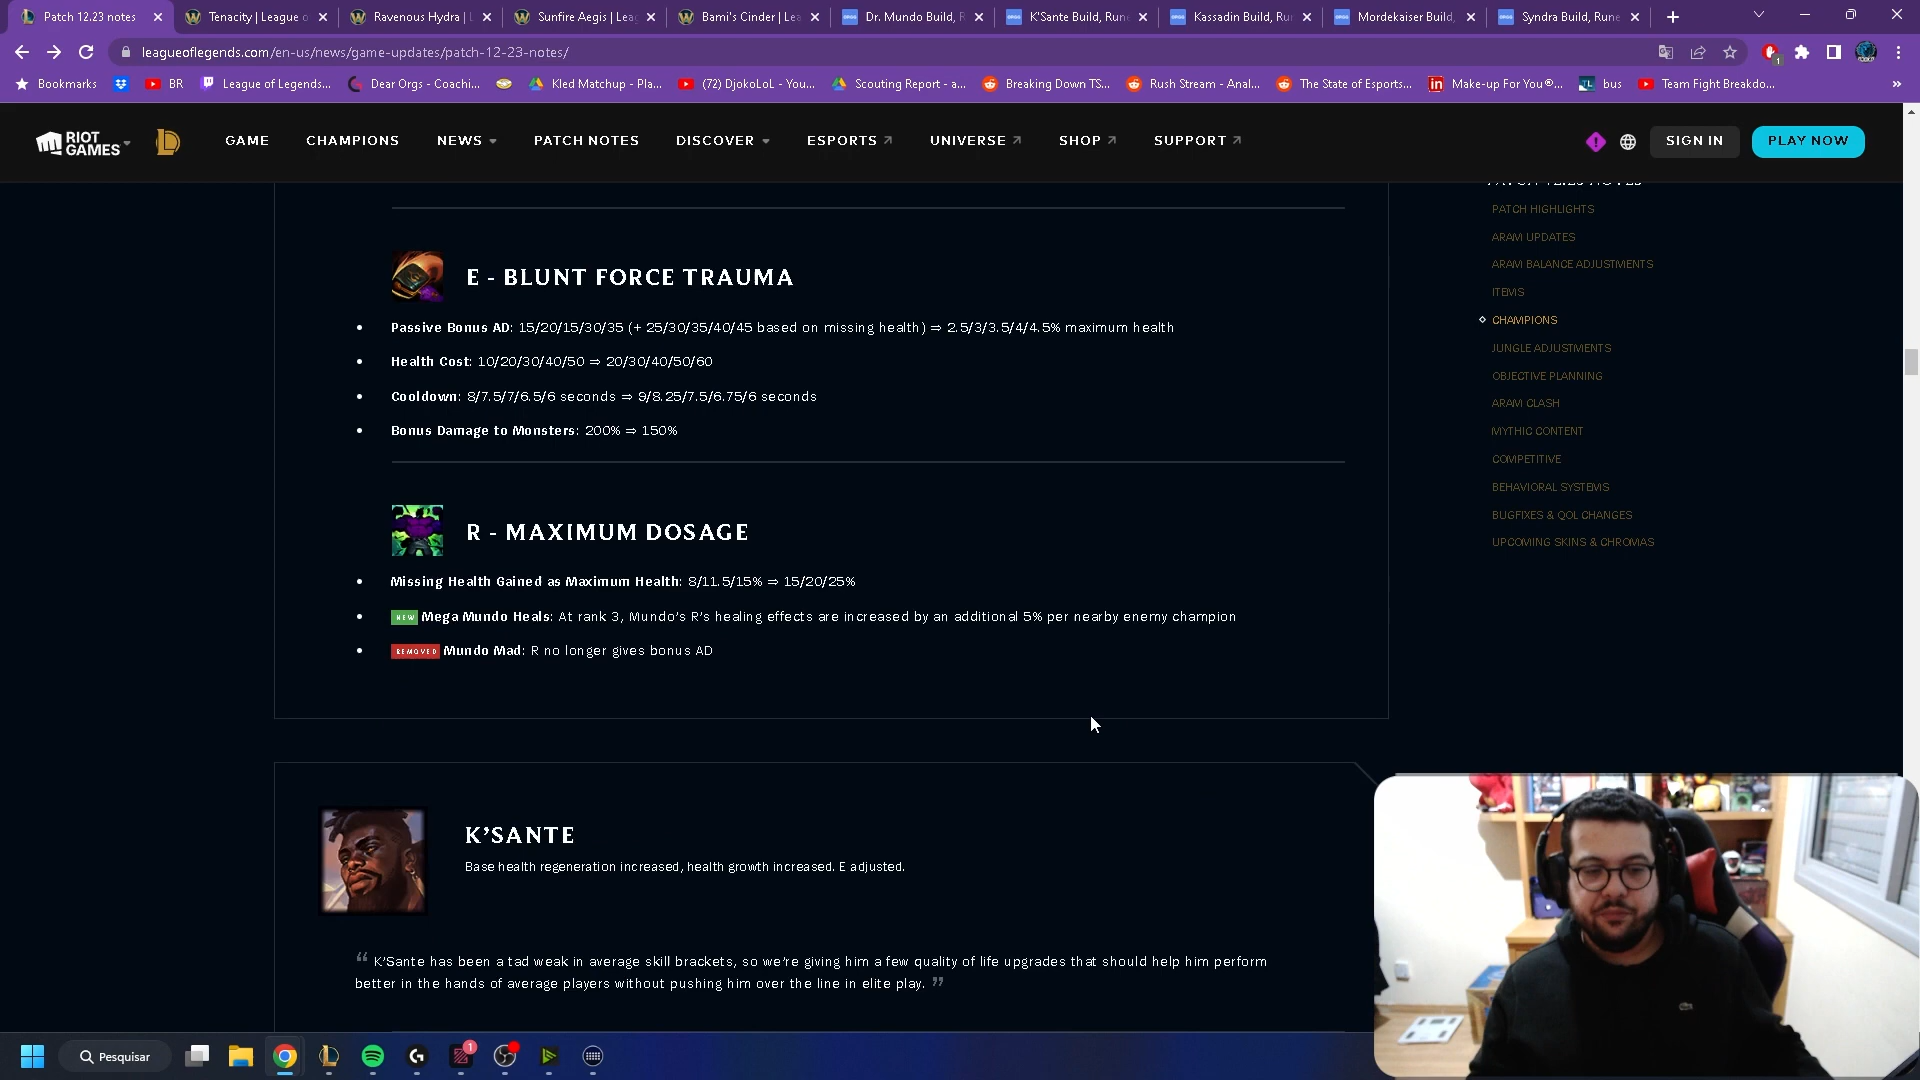 Patch 12.23 notes
Tenacity | League o
Ravenous Hydra | L
Sunfire Aegis | Lea
Bami's Cinder | Lea
Dr. Mundo Build, R
K'Sante Build, Rune
Kassadin Build, Ru
Mordekaiser Build,
Syndra Build, Rune
leagueoflegends.com/en-us/news/game-updates/patch-12-23-notes/
1
Bookmarks
BR
League of Legends...
Dear Orgs - Coachi...
Kled Matchup - Pla...
(72) DjokoLoL - You...
Scouting Report - a...
Breaking Down TS...
Rush Stream - Anal...
The State of Esports...
Make-up For You®...
bus
Team Fight Breakdo...
RIOT
GAMES
GAME
CHAMPIONS
NEWS
PATCH NOTES
DISCOVER
ESPORTS
UNIVERSE
SHOP
SUPPORT
SIGN IN
PLAY NOW
E - BLUNT FORCE TRAUMA
• Passive Bonus AD: 15/20/15/30/35 (+ 25/30/35/40/45 based on missing health) ⇒ 2.5/3/3.5/4/4.5% maximum health
• Health Cost: 10/20/30/40/50 ⇒ 20/30/40/50/60
• Cooldown: 8/7.5/7/6.5/6 seconds ⇒ 9/8.25/7.5/6.75/6 seconds
• Bonus Damage to Monsters: 200% ⇒ 150%
R - MAXIMUM DOSAGE
• Missing Health Gained as Maximum Health: 8/11.5/15% ⇒ 15/20/25%
• NEW Mega Mundo Heals: At rank 3, Mundo's R's healing effects are increased by an additional 5% per nearby enemy champion
• REMOVED Mundo Mad: R no longer gives bonus AD
K'SANTE
Base health regeneration increased, health growth increased. E adjusted.
“ K'Sante has been a tad weak in average skill brackets, so we're giving him a few quality of life upgrades that should help him perform
better in the hands of average players without pushing him over the line in elite play. ”
PATCH 12.23 NOTES
PATCH HIGHLIGHTS
ARAM UPDATES
ARAM BALANCE ADJUSTMENTS
ITEMS
CHAMPIONS
JUNGLE ADJUSTMENTS
OBJECTIVE PLANNING
ARAM CLASH
MYTHIC CONTENT
COMPETITIVE
BEHAVIORAL SYSTEMS
BUGFIXES & QOL CHANGES
UPCOMING SKINS & CHROMAS
Pesquisar
1